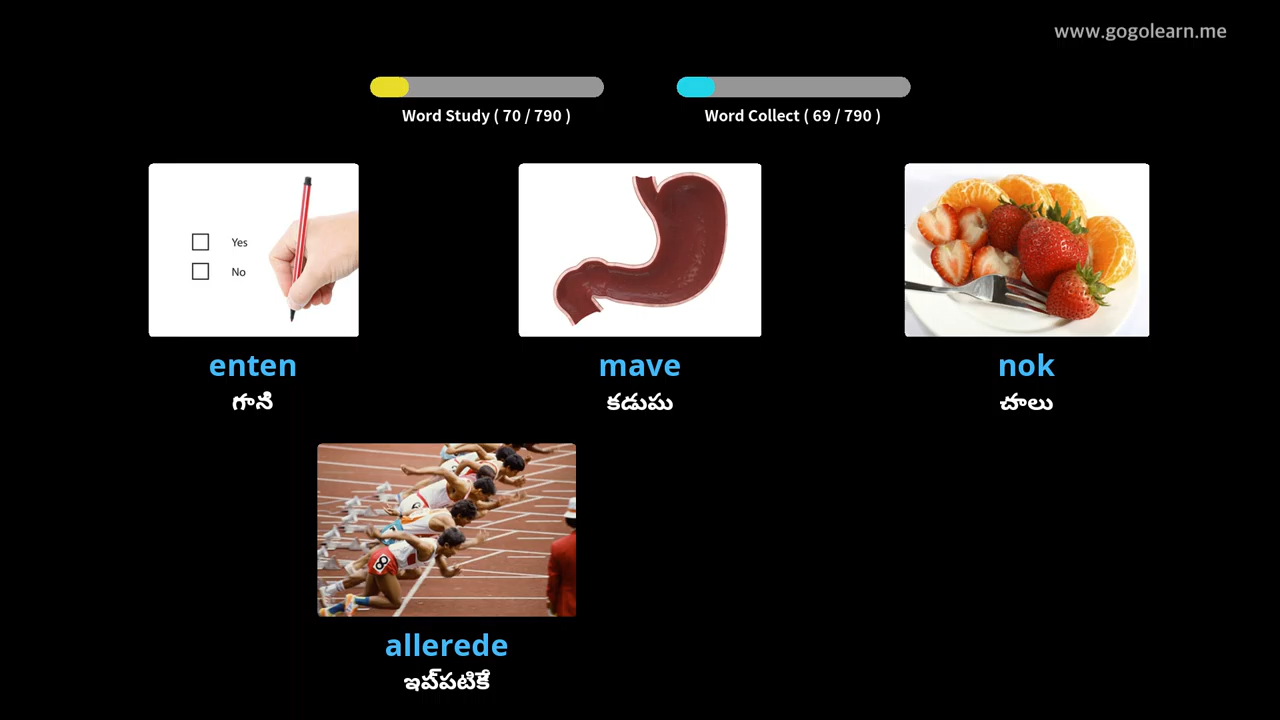 www.gogolearn.me
Word Study ( 70 / 790 )
Word Collect ( 69 / 790 )
Yes
No
enten
గాని
mave
కడుపు
nok
చాలు
8
allerede
ఇప్పటికే